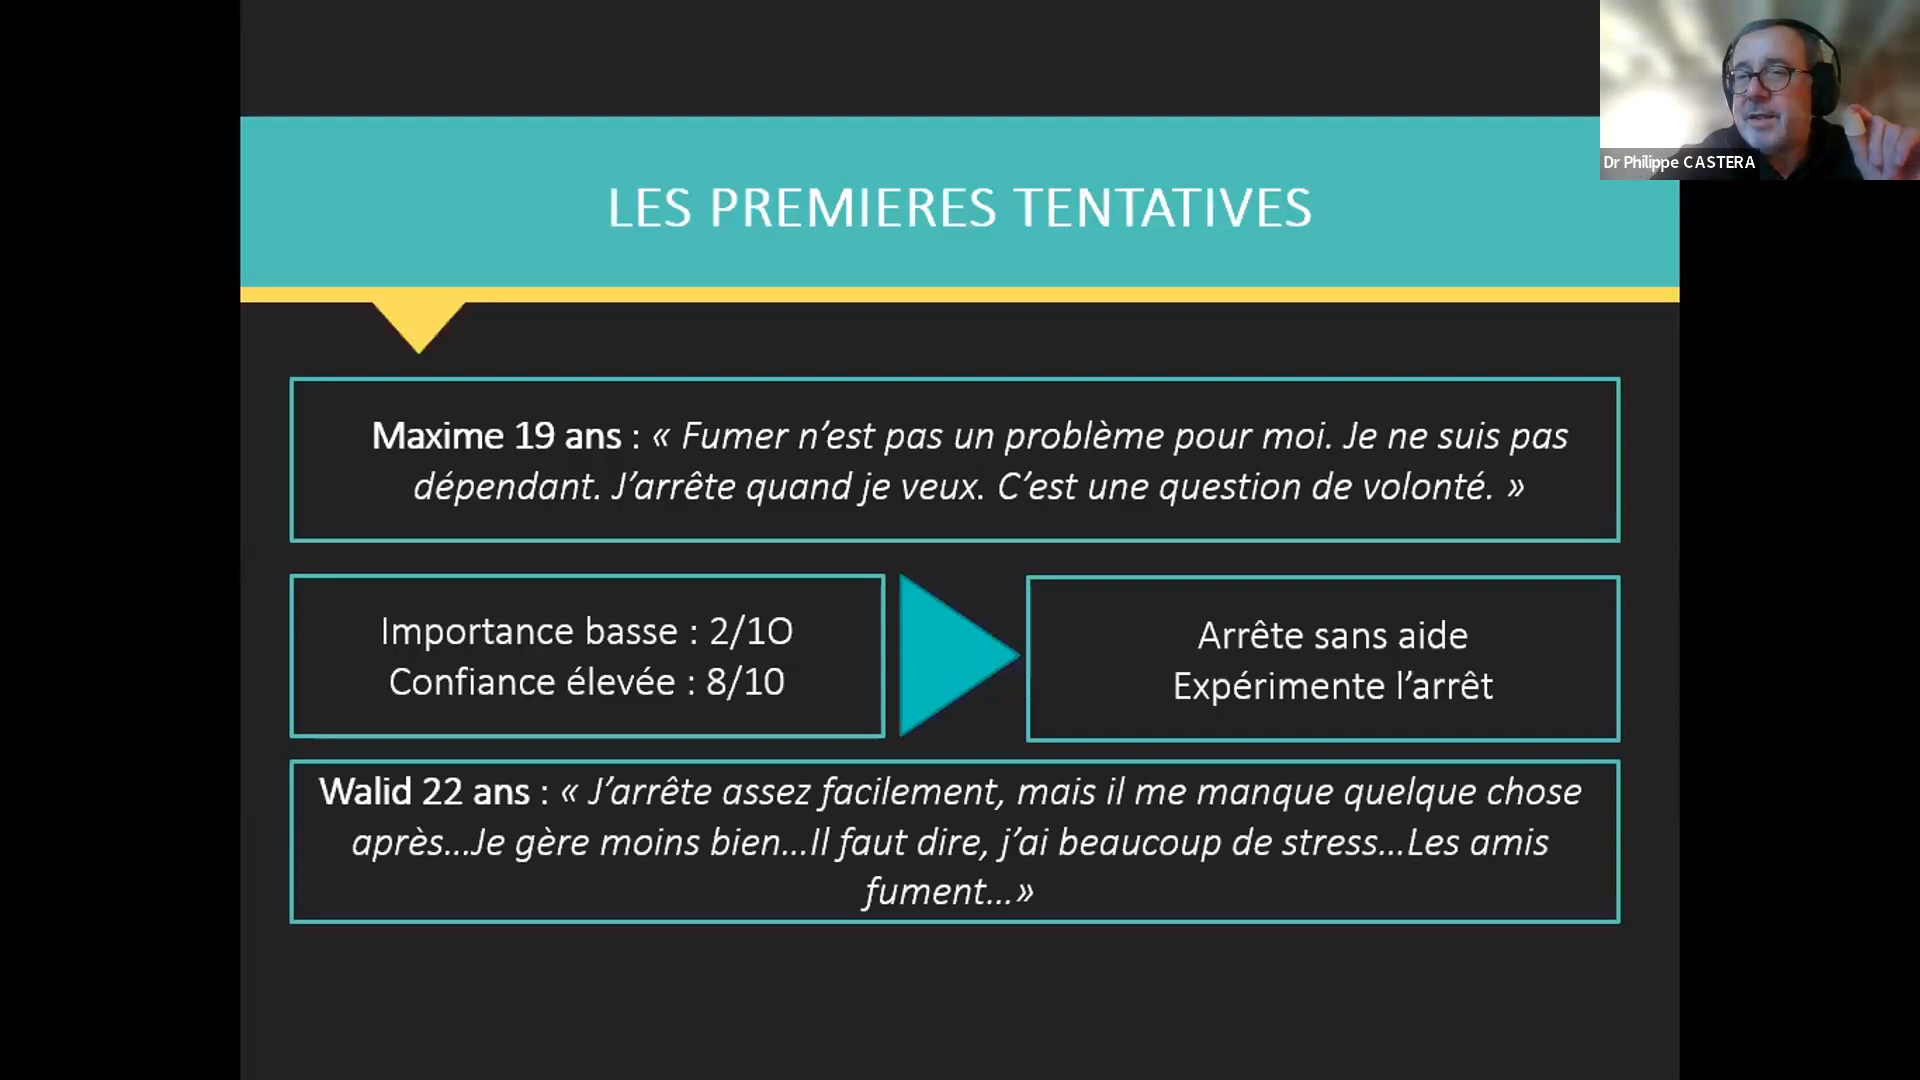 Dr Philippe CASTERA
LES PREMIERES TENTATIVES
Maxime 19 ans : « Fumer n’est pas un problème pour moi. Je ne suis pas
dépendant. J’arrête quand je veux. C’est une question de volonté. »
Importance basse : 2/1O
Confiance élevée : 8/10
Arrête sans aide
Expérimente l’arrêt
Walid 22 ans : « J’arrête assez facilement, mais il me manque quelque chose
après...Je gère moins bien...Il faut dire, j’ai beaucoup de stress...Les amis
fument...»